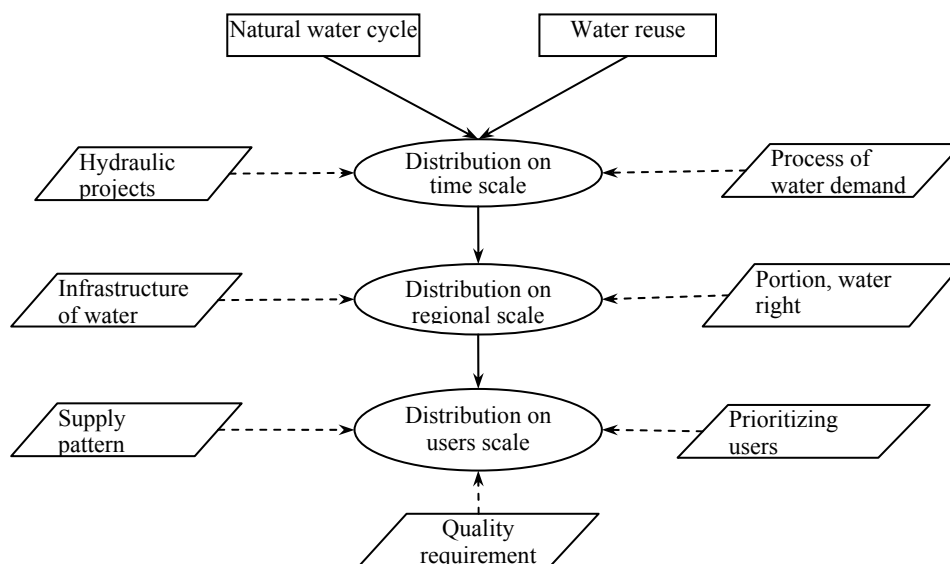 Natural water cycle
Water reuse
Hydraulic
projects
Distribution on
time scale
Process of
water demand
Infrastructure
of water
Distribution on
regional scale
Portion, water
right
Supply
pattern
Distribution on
users scale
Prioritizing
users
Quality
requirement